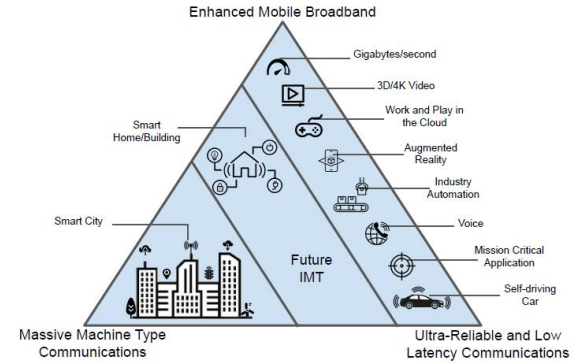 Enhanced Mobile Broadband
Gigabytes/second
3D/4K Video
Work and Play in
the Cloud
Smart
Home/Building
Augmented
Reality
Industry
Automation
Smart City
Voice
Mission Critical
Application
Future
IMT
Self-driving
Car
Massive Machine Type
Communications
Ultra-Reliable and Low
Latency Communications